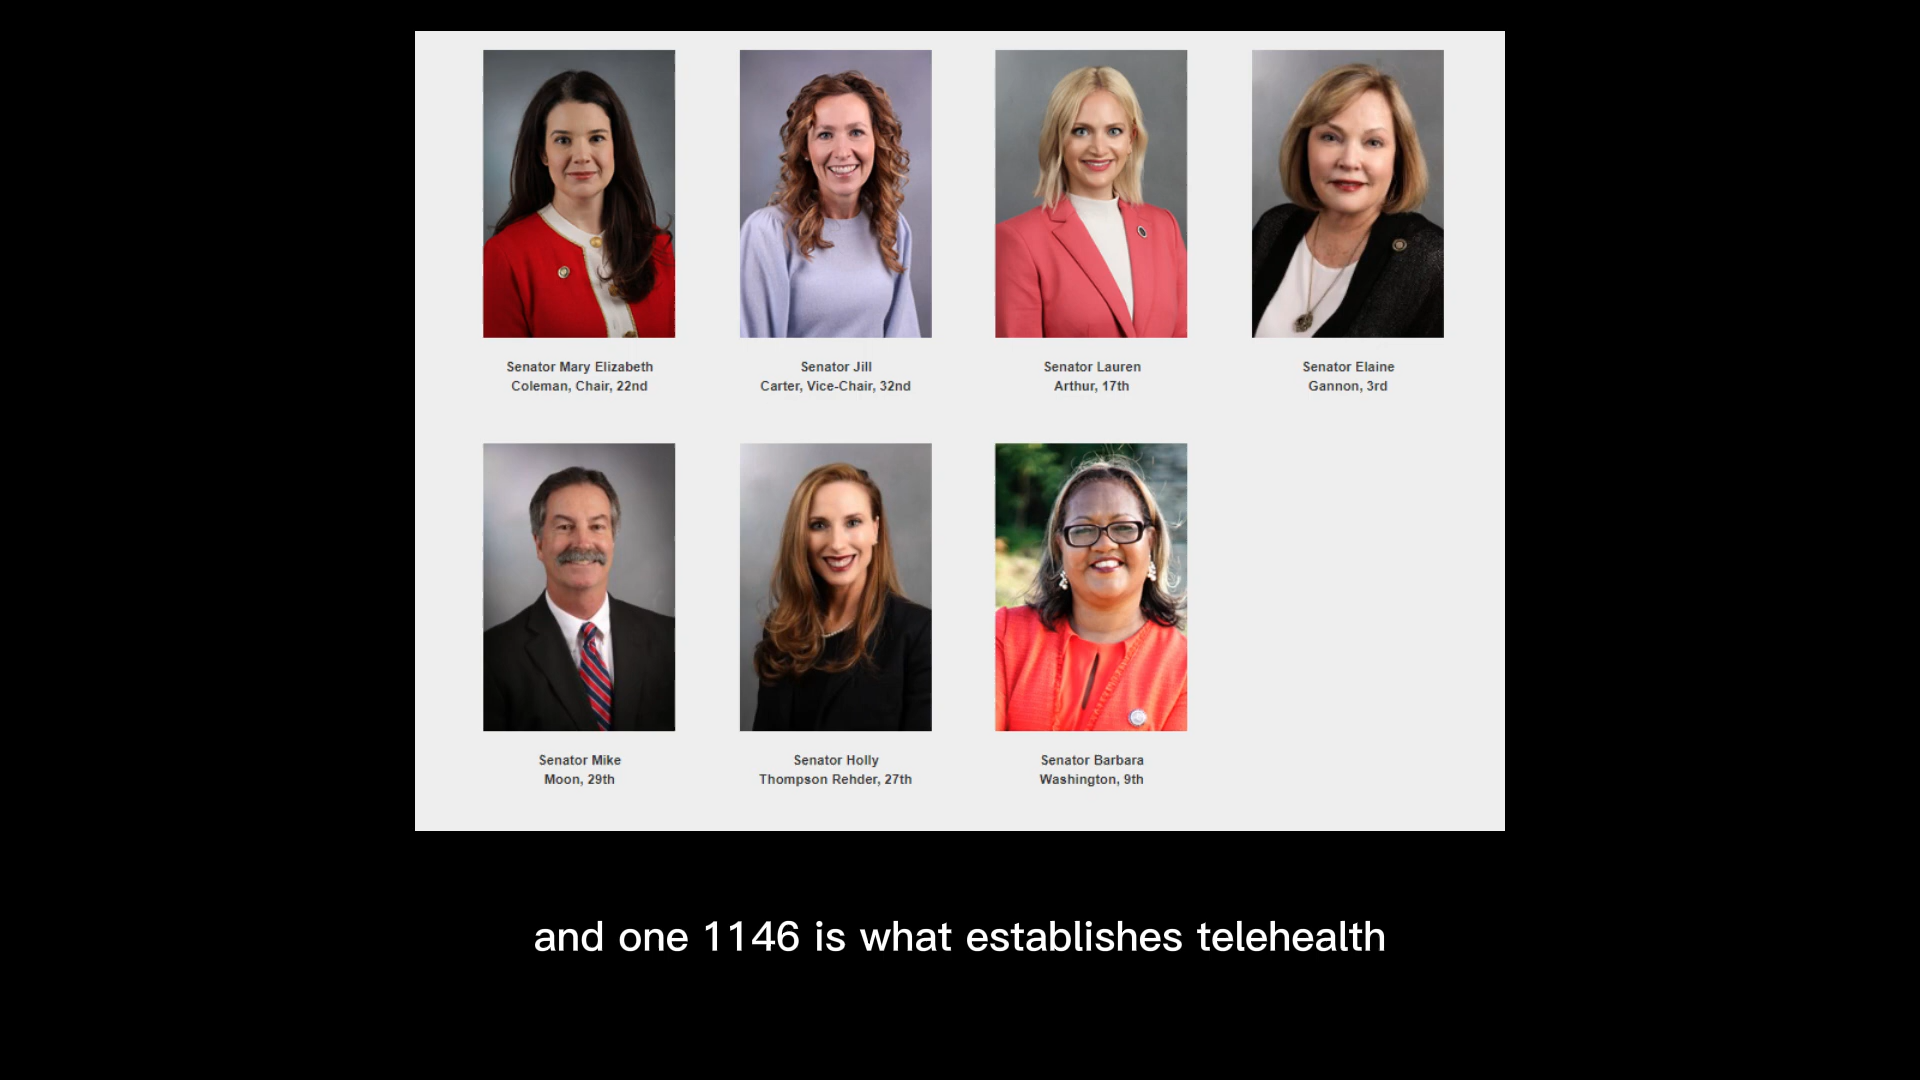 Senator Mary Elizabeth
Coleman, Chair, 22nd
Senator Jill
Carter, Vice-Chair, 32nd
Senator Lauren
Arthur, 17th
Senator Elaine
Gannon, 3rd
Senator Mike
Moon, 29th
Senator Holly
Thompson Rehder, 27th
Senator Barbara
Washington, 9th
and one 1146 is what establishes telehealth